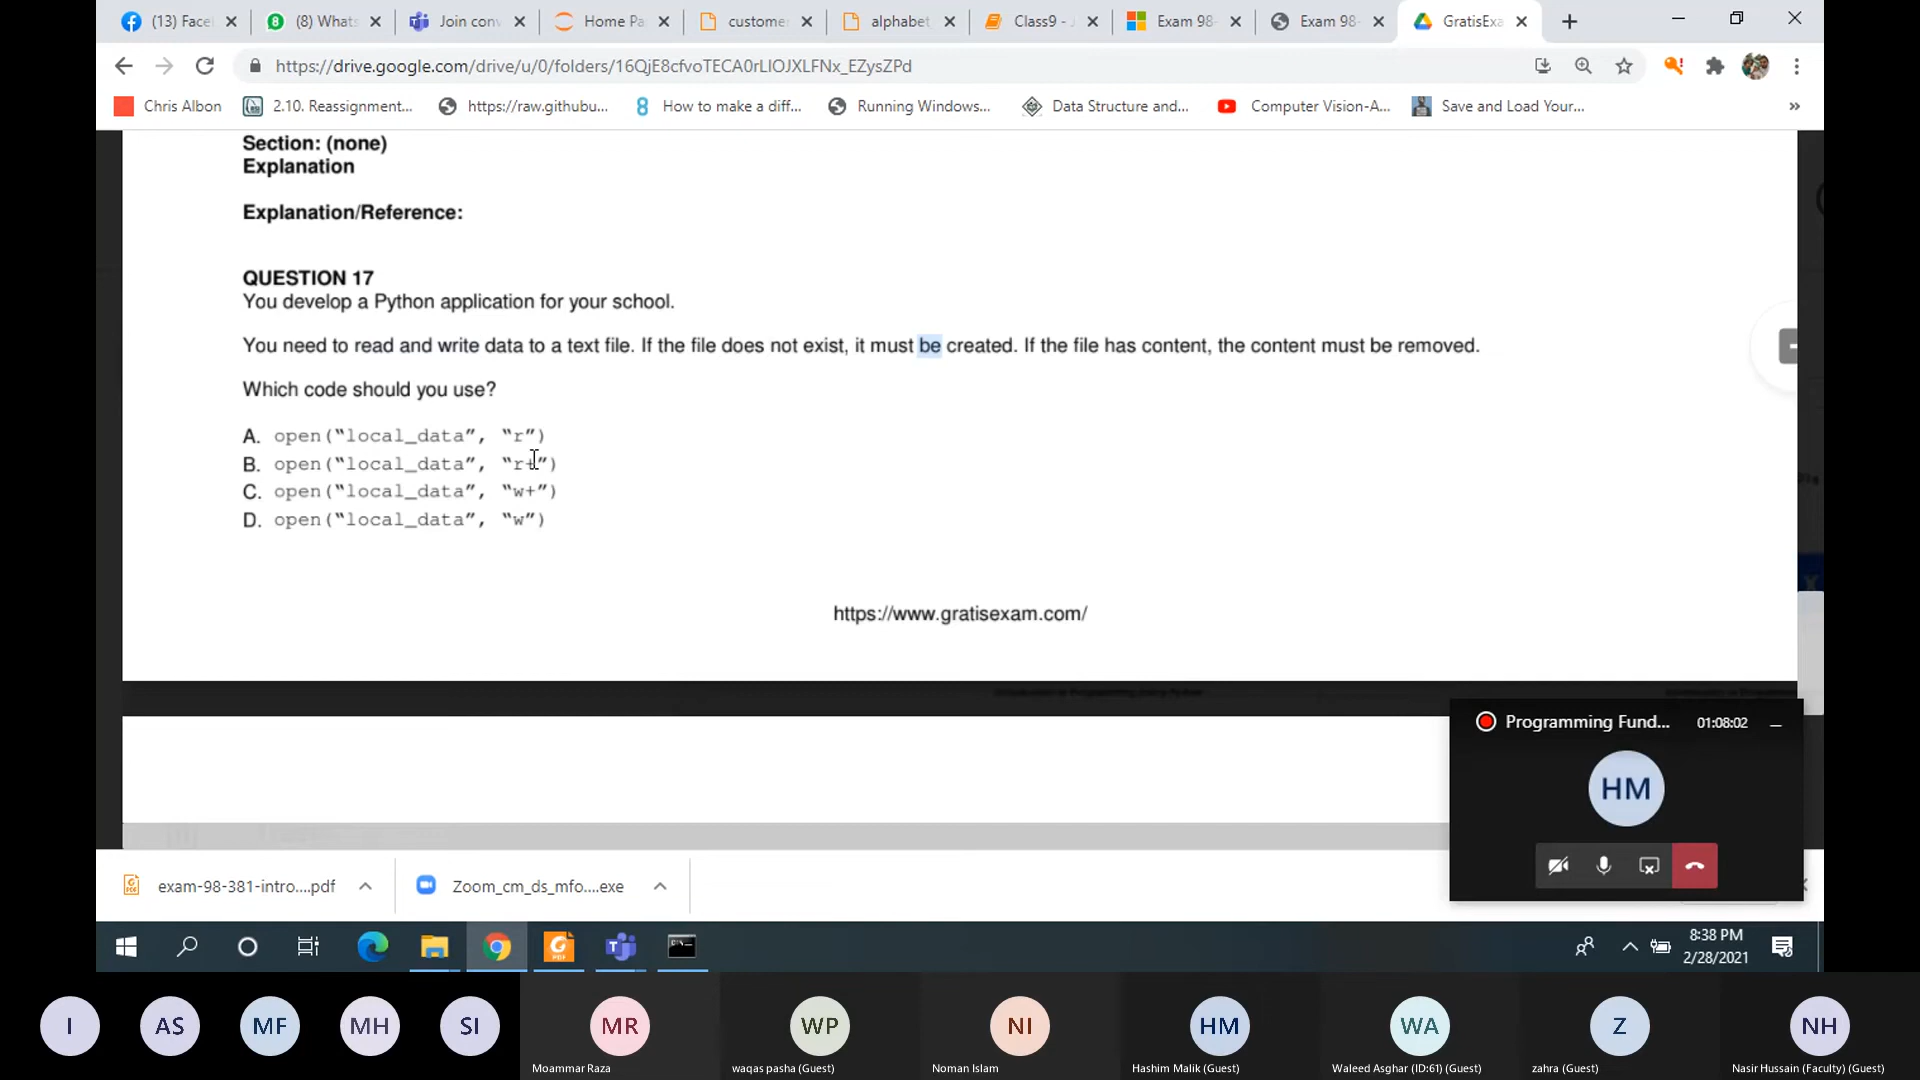 (13) Face
(8) Whats
Join con
Home Pa
custome
alphabet
Class9 - J
Exam 98-
Exam 98-
GratisExa
https://drive.google.com/drive/u/0/folders/16QjE8cfvoTECA0rLIOJXLFNx_EZysZPd
Chris Albon
2.10. Reassignment...
https://raw.githubu...
How to make a diff...
Running Windows...
Data Structure and...
Computer Vision-A...
Save and Load Your...
Section: (none)
Explanation
Explanation/Reference:
QUESTION 17
You develop a Python application for your school.
You need to read and write data to a text file. If the file does not exist, it must be created. If the file has content, the content must be removed.
Which code should you use?
A. open(“local_data”, “r”)
B. open(“local_data”, “r+”)
C. open(“local_data”, “w+”)
D. open(“local_data”, “w”)
https://www.gratisexam.com/
Programming Fund... 01:08:02
HM
exam-98-381-intro....pdf
Zoom_cm_ds_mfo....exe
8:38 PM
2/28/2021
I
AS
MF
MH
SI
MR
WP
NI
HM
WA
Z
NH
Moammar Raza
waqas pasha (Guest)
Noman Islam
Hashim Malik (Guest)
Waleed Asghar (ID:61) (Guest)
zahra (Guest)
Nasir Hussain (Faculty) (Guest)